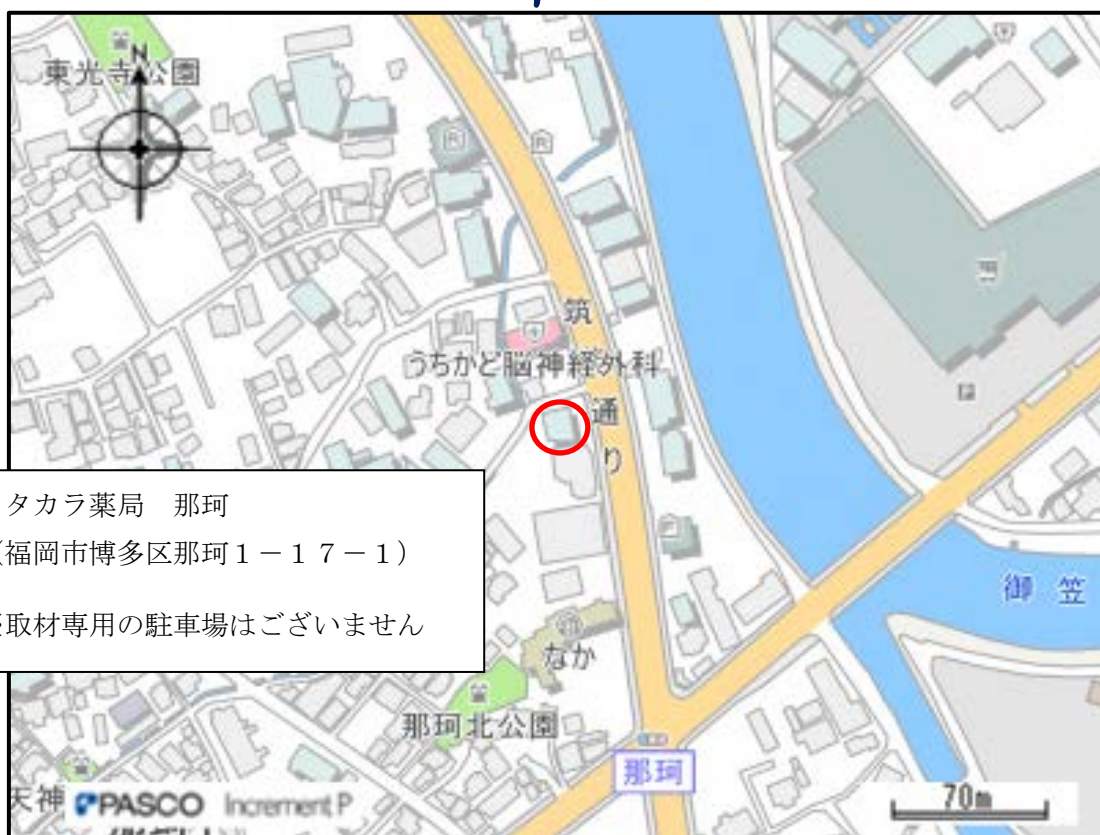 東光寺公園
N
筑
うちかど脳神経外科
通
り
タカラ薬局　那珂
(福岡市博多区那珂１－１７－１)
取材専用の駐車場はございません
御 笠
なか
那珂北公園
那珂
天神
PASCO Increment P
70m